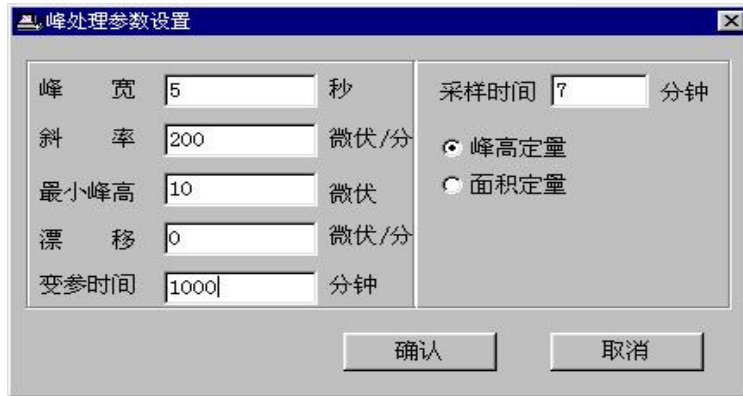 峰处理参数设置
峰 宽 5 秒
斜 率 200 微伏/分
最小峰高 10 微伏
漂 移 0 微伏/分
变参时间 1000 分钟
采样时间 7 分钟
峰高定量
面积定量
确认 取消